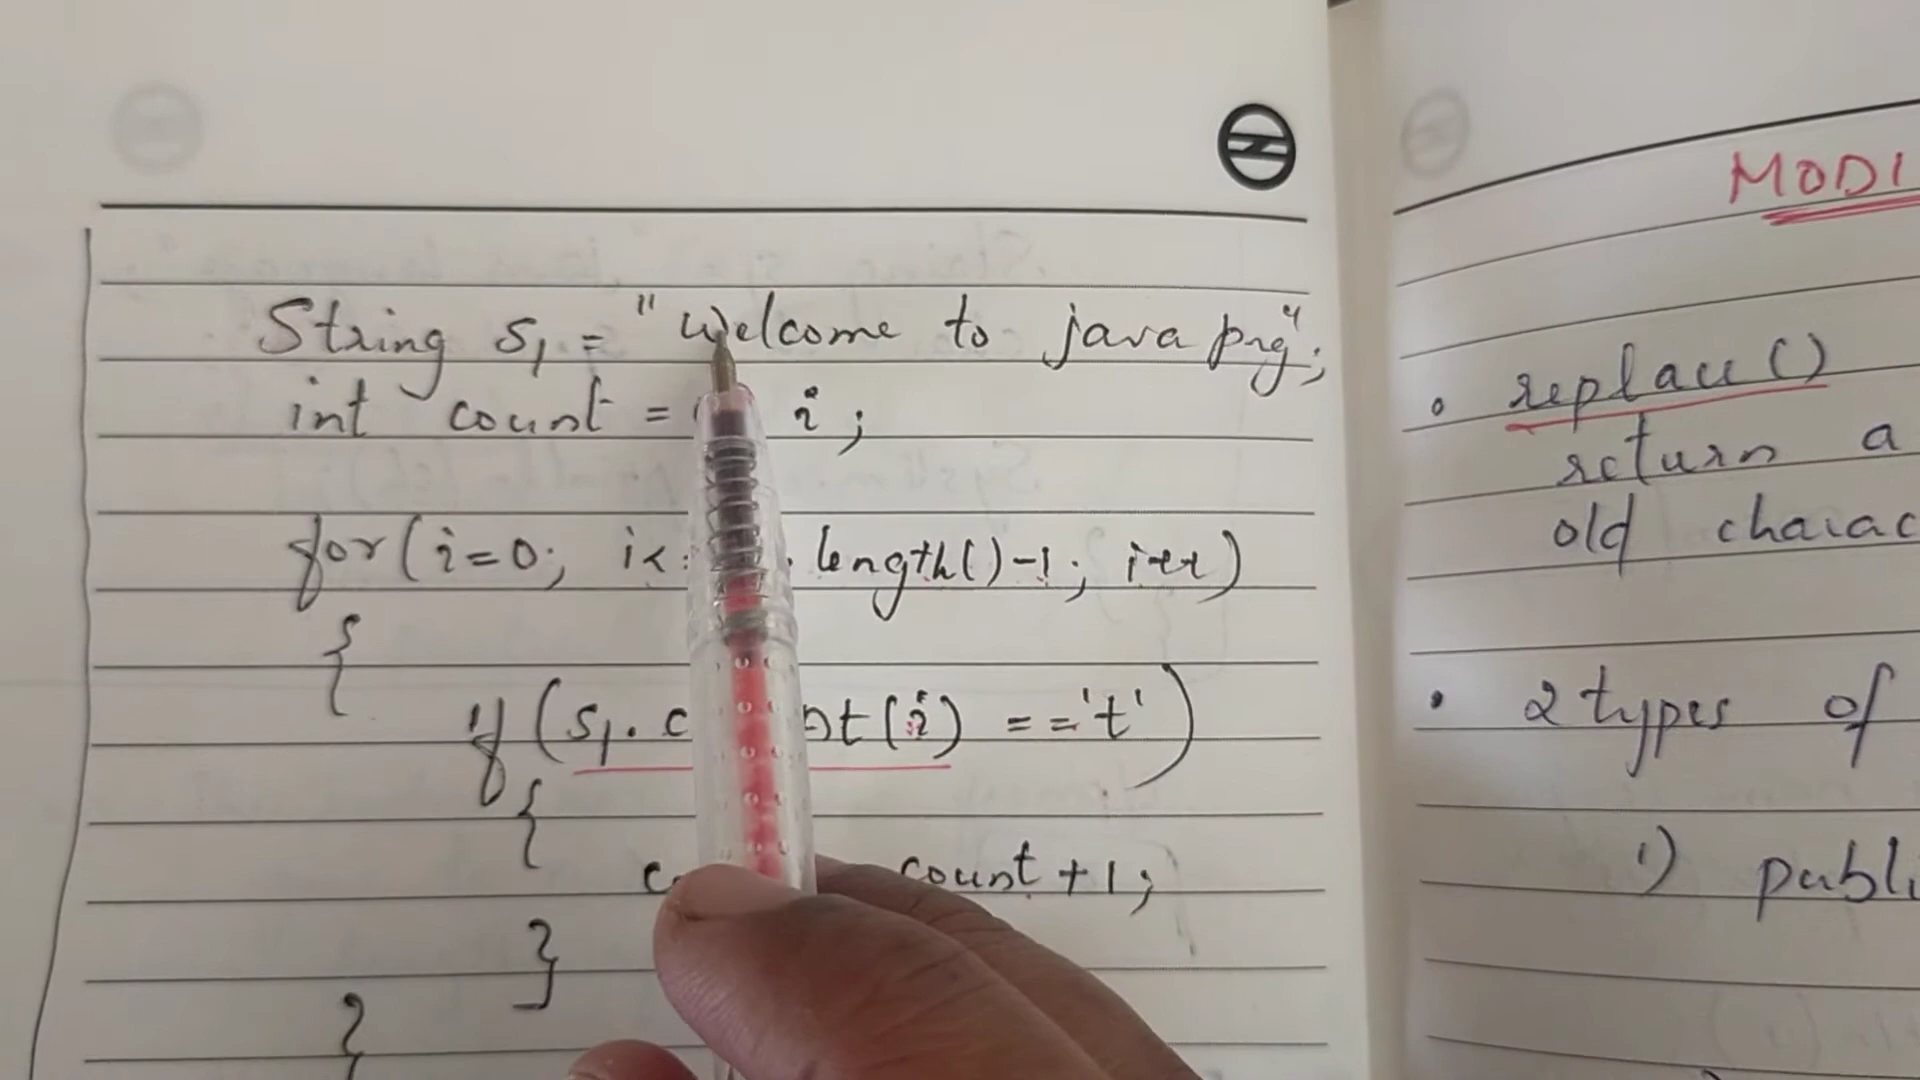 String s1 = "Welcome to java prg";
int count = i;
for(i=0; i< .length()-1; i++)
{
if (s1. (i) == 't')
{
count+1;
}
}
MODI
• replace()
return a
old charac
• 2 types of
1) publi